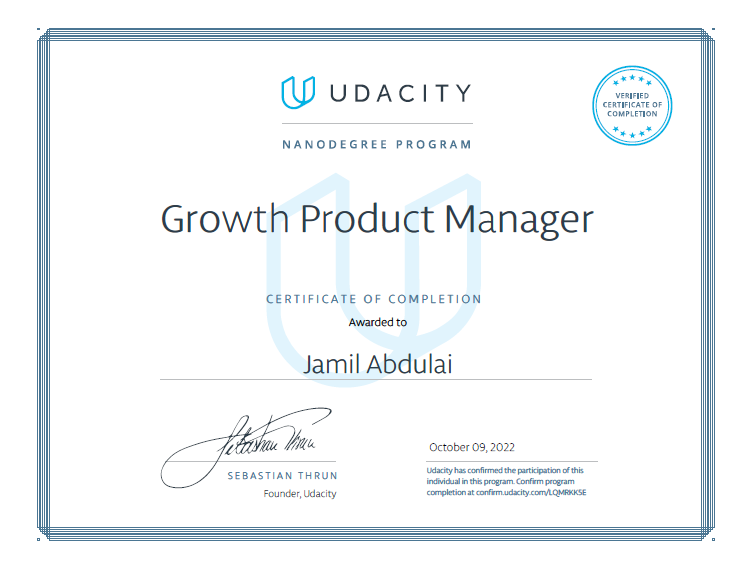 UDACITY
VERIFIED
CERTIFICATE OF
COMPLETION
NANODEGREE PROGRAM
Growth Product Manager
CERTIFICATE OF COMPLETION
Awarded to
Jamil Abdulai
Sebastian Thrun
SEBASTIAN THRUN
Founder, Udacity
October 09, 2022
Udacity has confirmed the participation of this
individual in this program. Confirm program
completion at confirm.udacity.com/LQMRKK5E